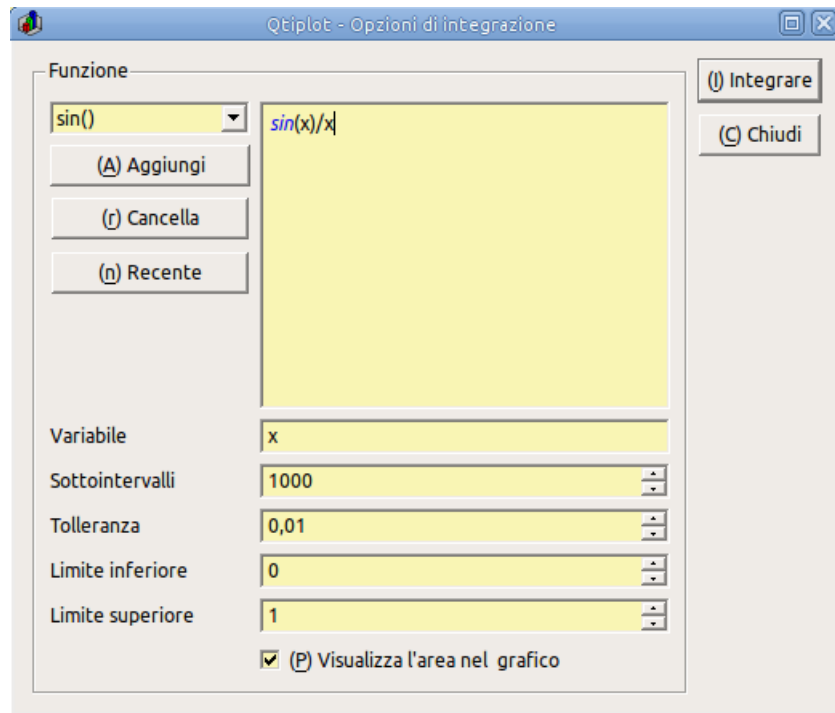 Qtiplot - Opzioni di integrazione
Funzione
sin()
sin(x)/x
(A) Aggiungi
(r) Cancella
(n) Recente
(I) Integrare
(C) Chiudi
Variabile
x
Sottointervalli
1000
Tolleranza
0,01
Limite inferiore
0
Limite superiore
1
(P) Visualizza l'area nel grafico